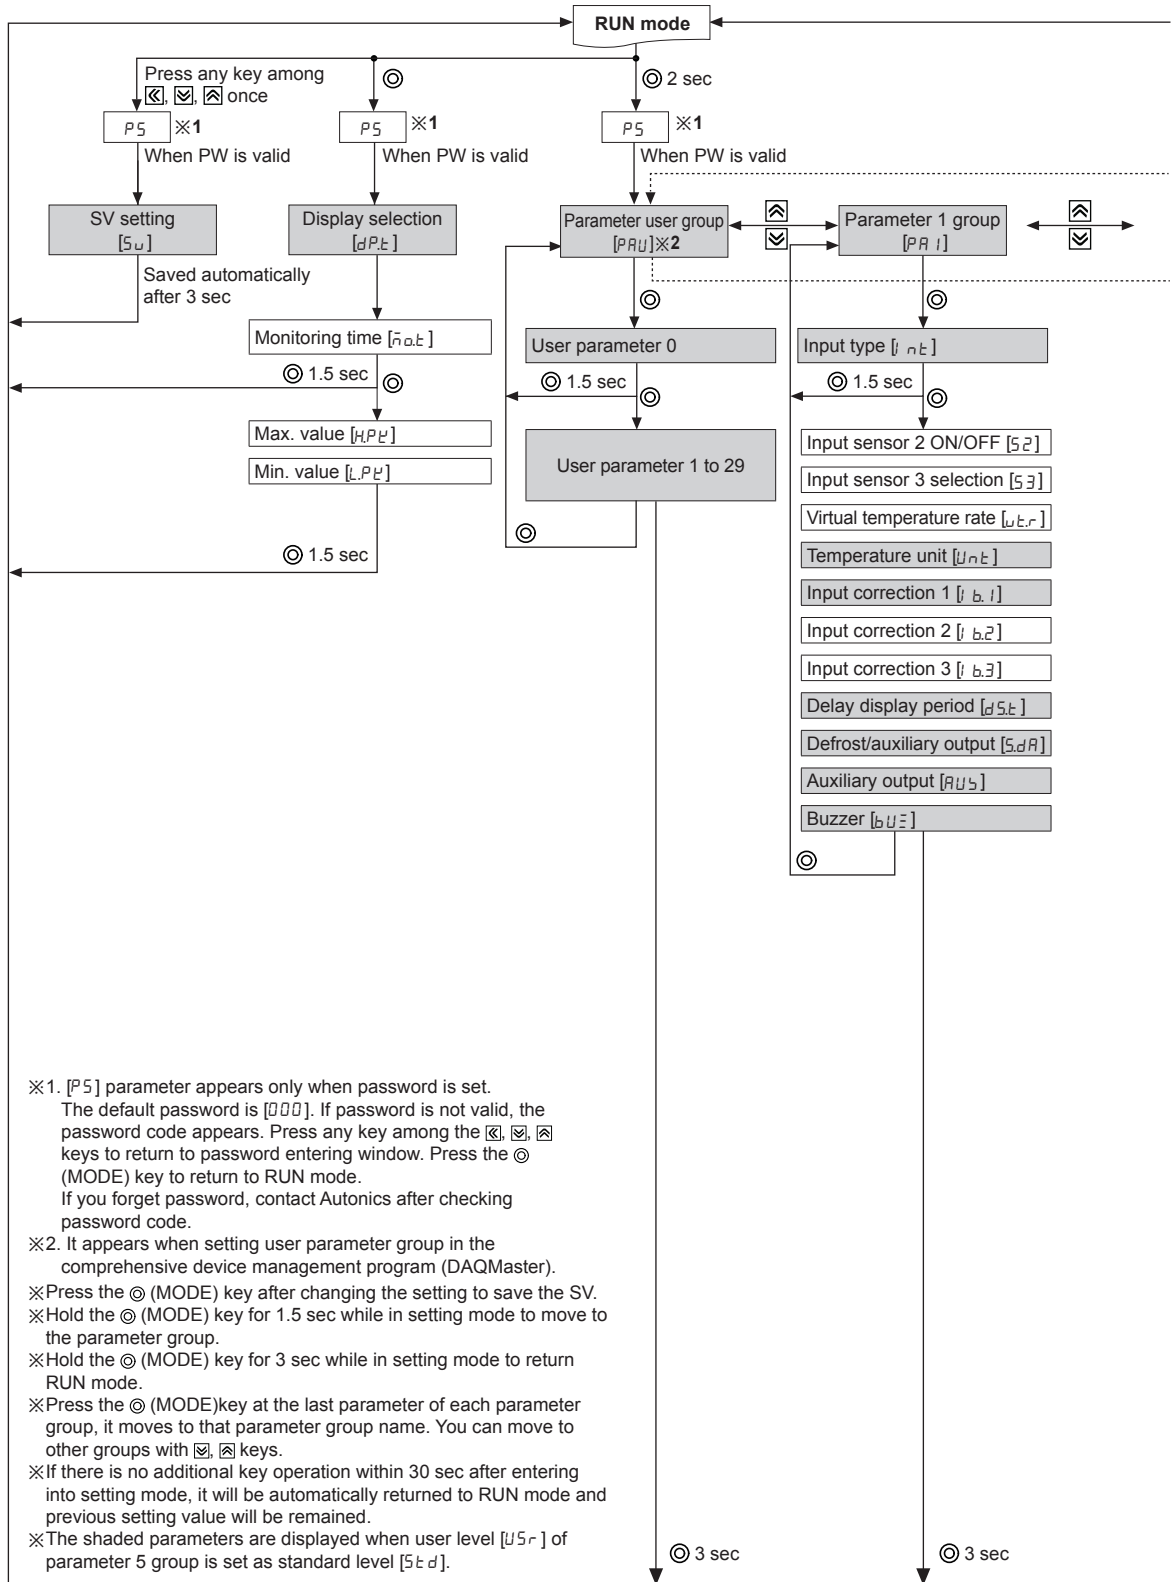 RUN mode
Press any key among
, , once
2 sec
PS ※1
PS ※1
PS ※1
When PW is valid
When PW is valid
When PW is valid
SV setting
[Sv]
Display selection
[dP.t]
Parameter user group
[PAU]※2
Parameter 1 group
[PA1]
Saved automatically
after 3 sec
Monitoring time [mo.t]
1.5 sec
Max. value [H.PK]
Min. value [L.PK]
1.5 sec
User parameter 0
1.5 sec
User parameter 1 to 29
Input type [Int]
1.5 sec
Input sensor 2 ON/OFF [S2]
Input sensor 3 selection [S3]
Virtual temperature rate [vt.r]
Temperature unit [Unt]
Input correction 1 [Ib.1]
Input correction 2 [Ib.2]
Input correction 3 [Ib.3]
Delay display period [dS.t]
Defrost/auxiliary output [S.dA]
Auxiliary output [AUS]
Buzzer [bUZ]
※1. [PS] parameter appears only when password is set.
The default password is [000]. If password is not valid, the
password code appears. Press any key among the , ,
keys to return to password entering window. Press the
(MODE) key to return to RUN mode.
If you forget password, contact Autonics after checking
password code.
※2. It appears when setting user parameter group in the
comprehensive device management program (DAQMaster).
※Press the (MODE) key after changing the setting to save the SV.
※Hold the (MODE) key for 1.5 sec while in setting mode to move to
the parameter group.
※Hold the (MODE) key for 3 sec while in setting mode to return
RUN mode.
※Press the (MODE)key at the last parameter of each parameter
group, it moves to that parameter group name. You can move to
other groups with , keys.
※If there is no additional key operation within 30 sec after entering
into setting mode, it will be automatically returned to RUN mode and
previous setting value will be remained.
※The shaded parameters are displayed when user level [USr] of
parameter 5 group is set as standard level [Std].
3 sec
3 sec